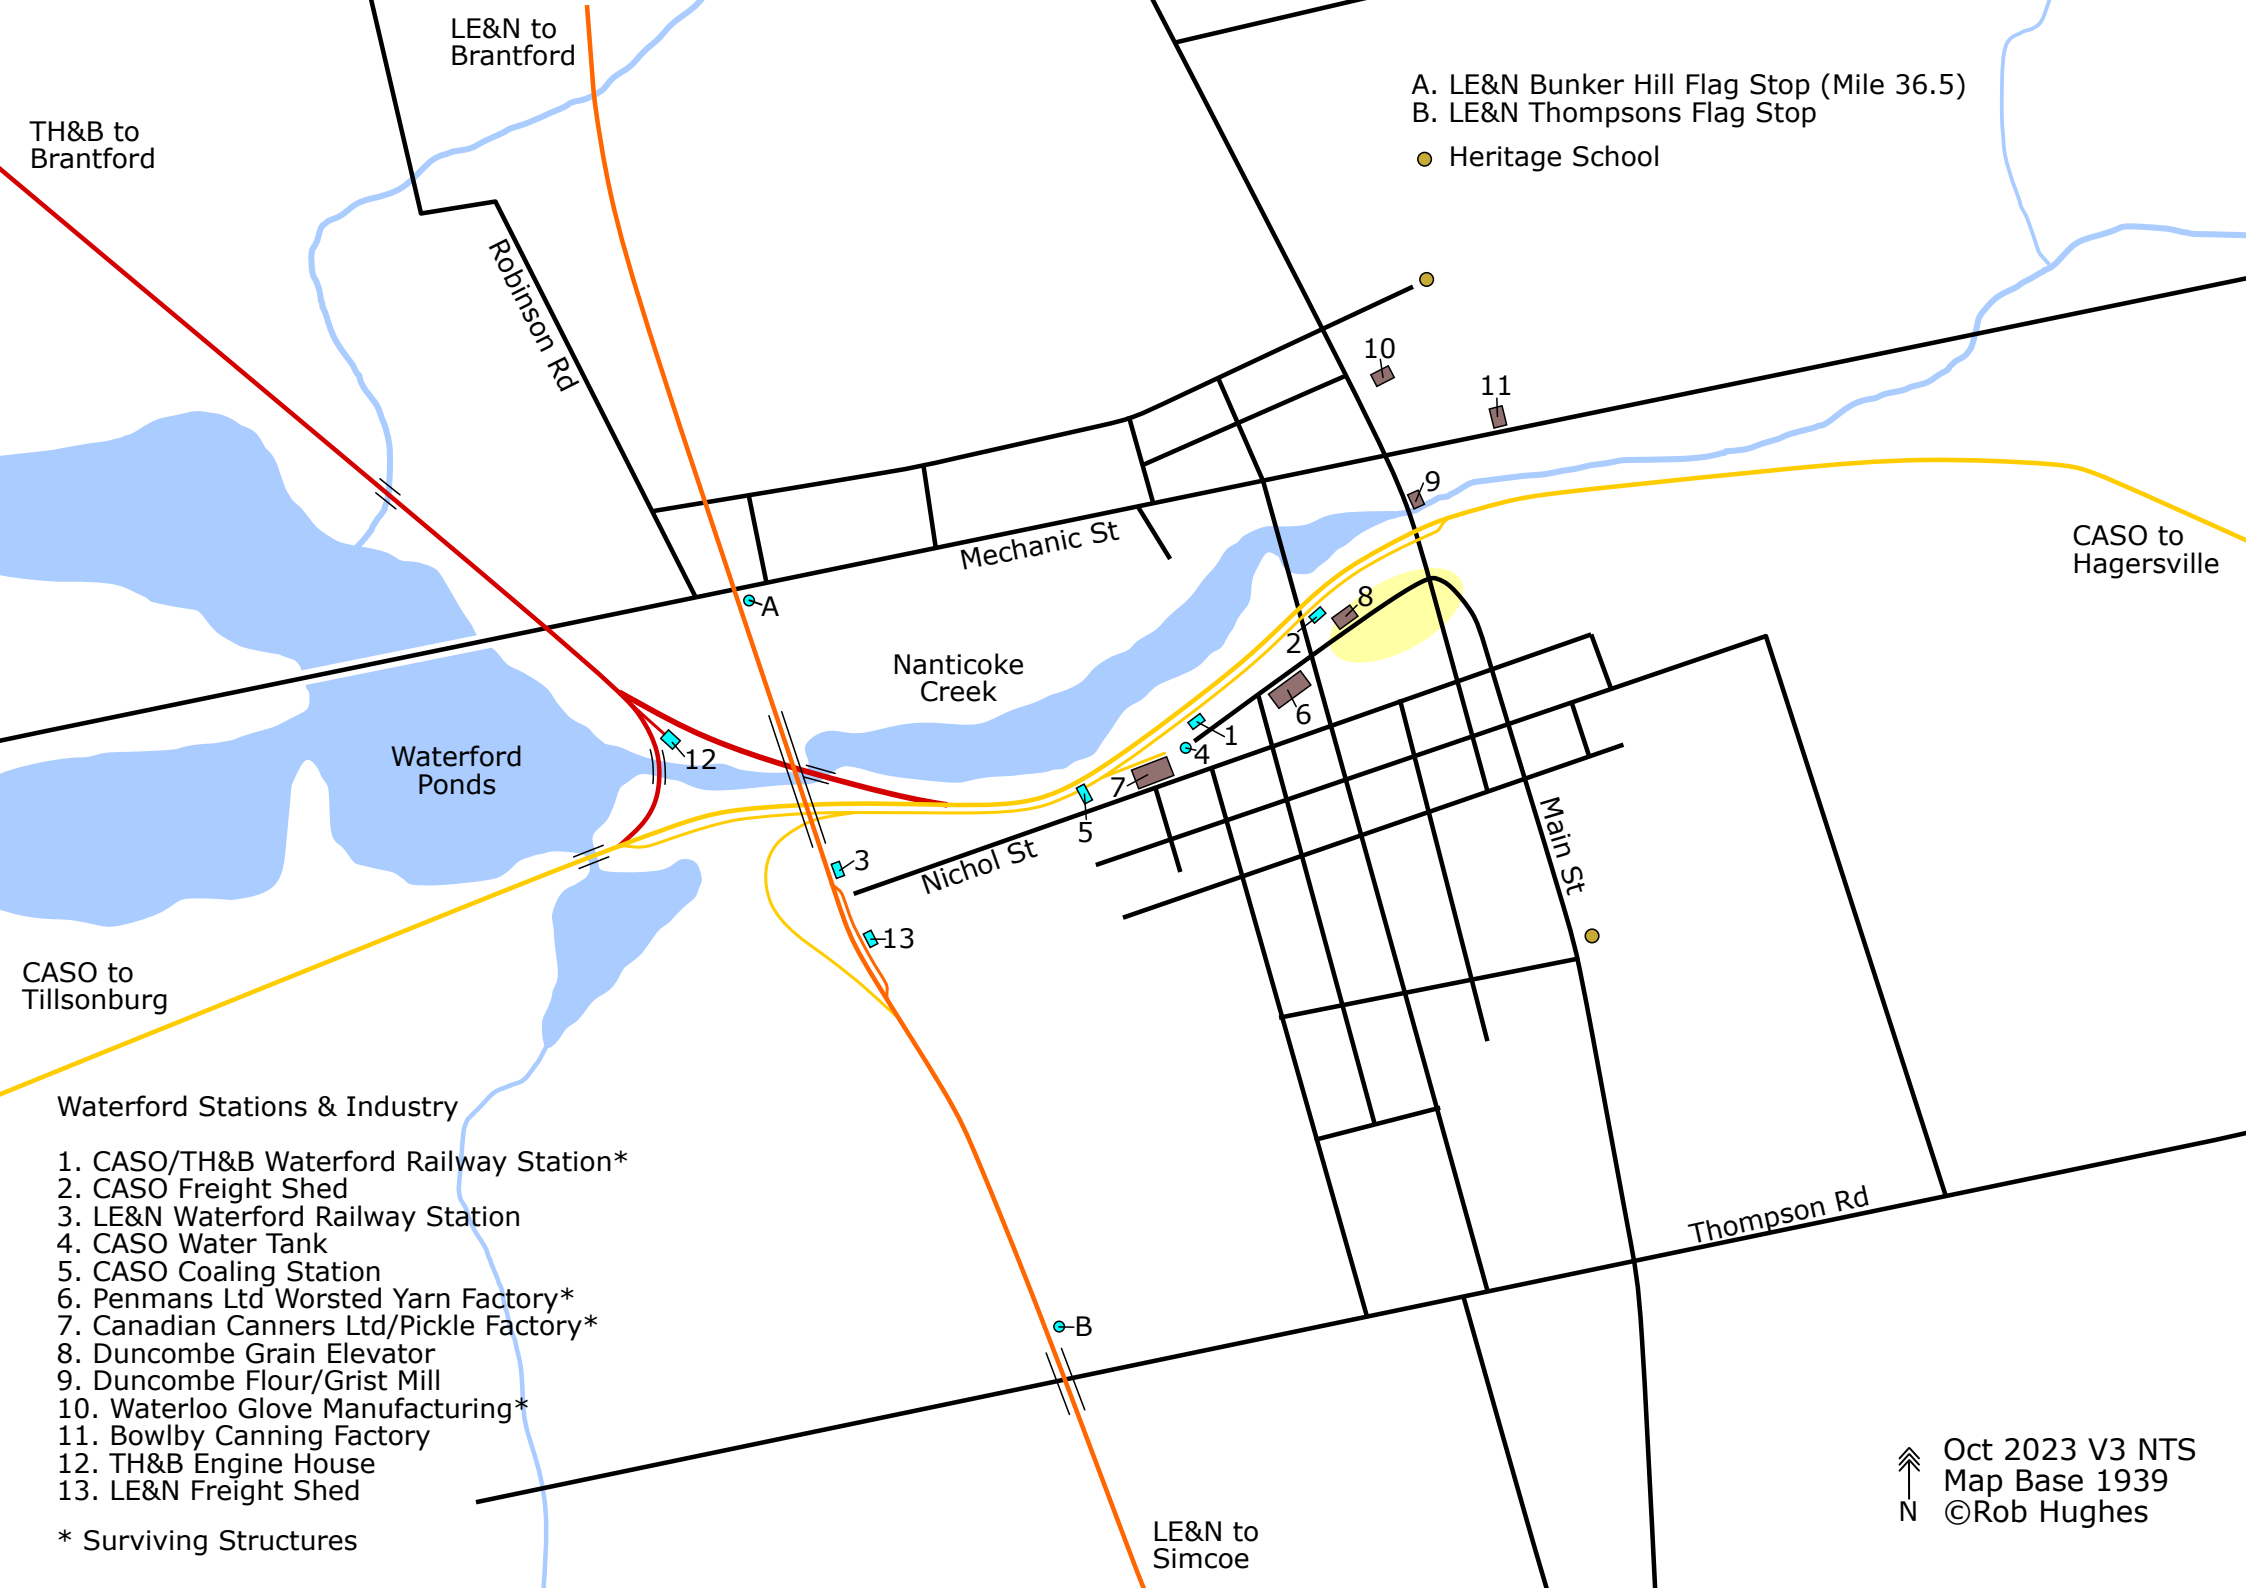 LE&N to
Brantford
TH&B to
Brantford
A. LE&N Bunker Hill Flag Stop (Mile 36.5)
B. LE&N Thompsons Flag Stop
Heritage School
Robinson Rd
10
11
9
Mechanic St
CASO to
Hagersville
A
8
2
Nanticoke
Creek
6
1
4
12
Waterford
Ponds
7
5
Main St
3
Nichol St
13
CASO to
Tillsonburg
Thompson Rd
B
Waterford Stations & Industry
1. CASO/TH&B Waterford Railway Station*
2. CASO Freight Shed
3. LE&N Waterford Railway Station
4. CASO Water Tank
5. CASO Coaling Station
6. Penmans Ltd Worsted Yarn Factory*
7. Canadian Canners Ltd/Pickle Factory*
8. Duncombe Grain Elevator
9. Duncombe Flour/Grist Mill
10. Waterloo Glove Manufacturing*
11. Bowlby Canning Factory
12. TH&B Engine House
13. LE&N Freight Shed
* Surviving Structures
LE&N to
Simcoe
Oct 2023 V3 NTS
Map Base 1939
N ©Rob Hughes